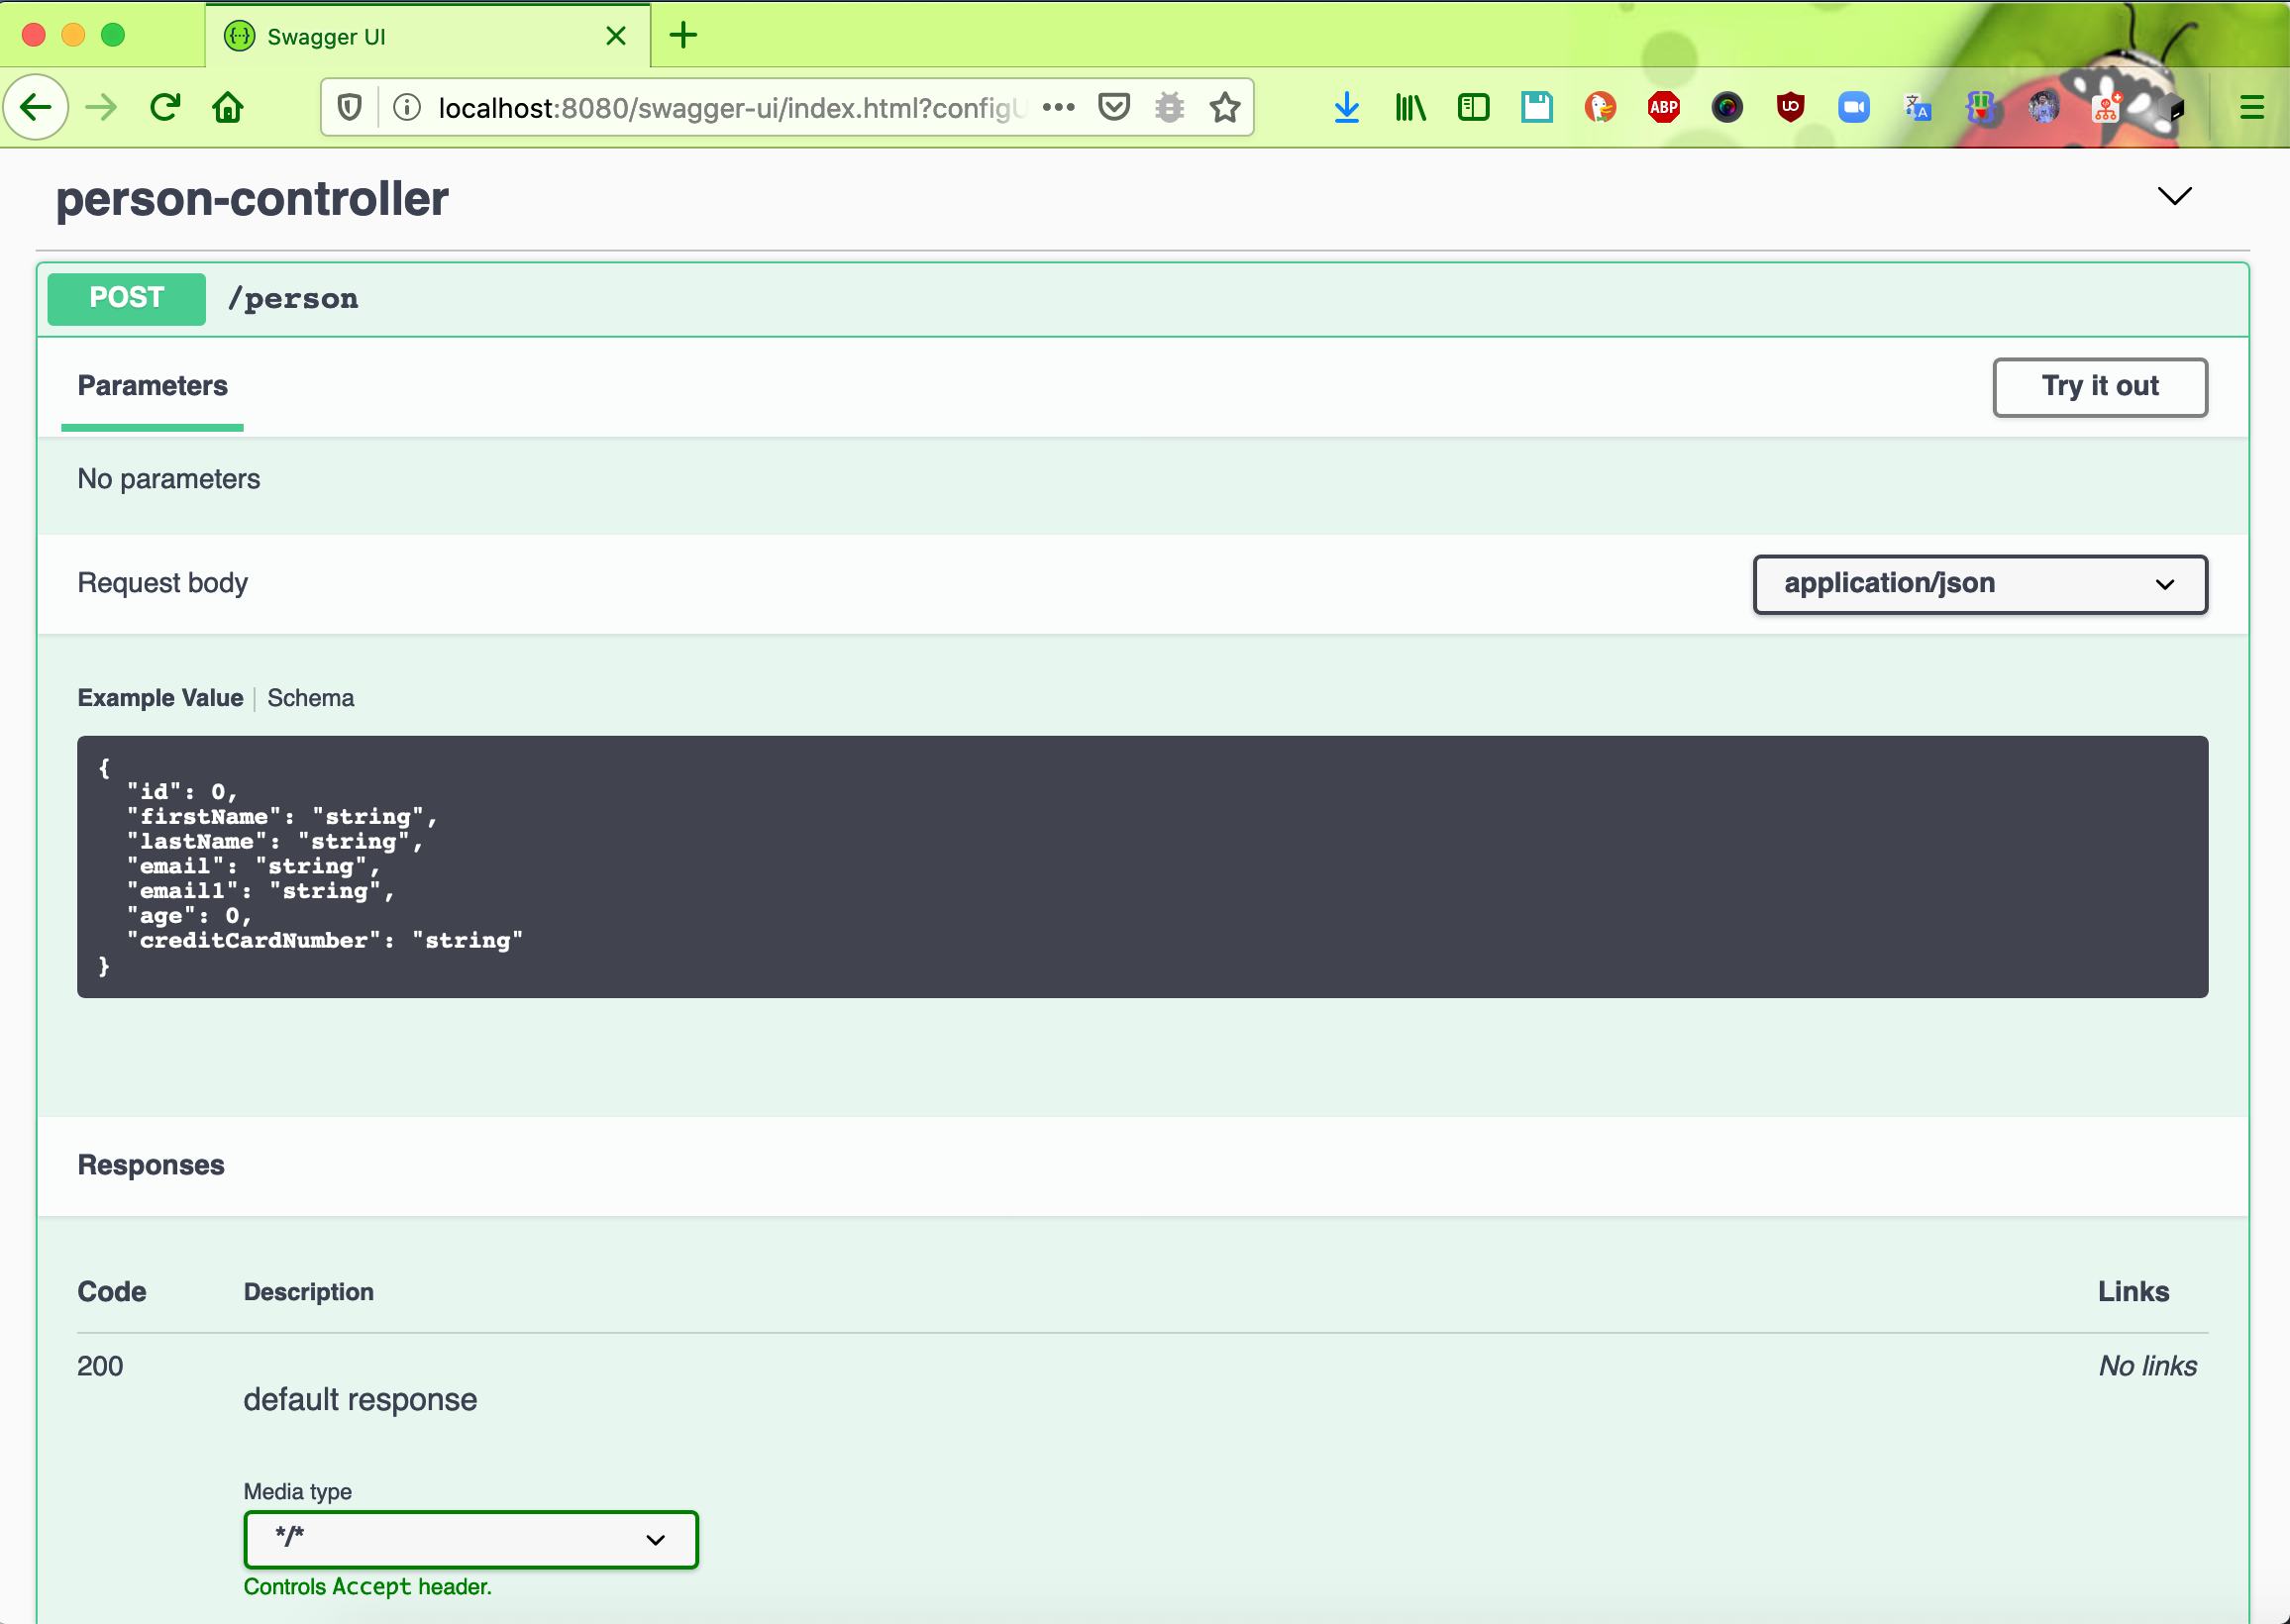 Swagger UI
localhost:8080/swagger-ui/index.html?configU
ABP
person-controller
POST /person
Parameters
Try it out
No parameters
Request body
application/json
Example Value | Schema
{
"id": 0,
"firstName": "string",
"lastName": "string",
"email": "string",
"email1": "string",
"age": 0,
"creditCardNumber": "string"
}
Responses
Code Description Links
200 No links
default response
Media type
*/*
Controls Accept header.